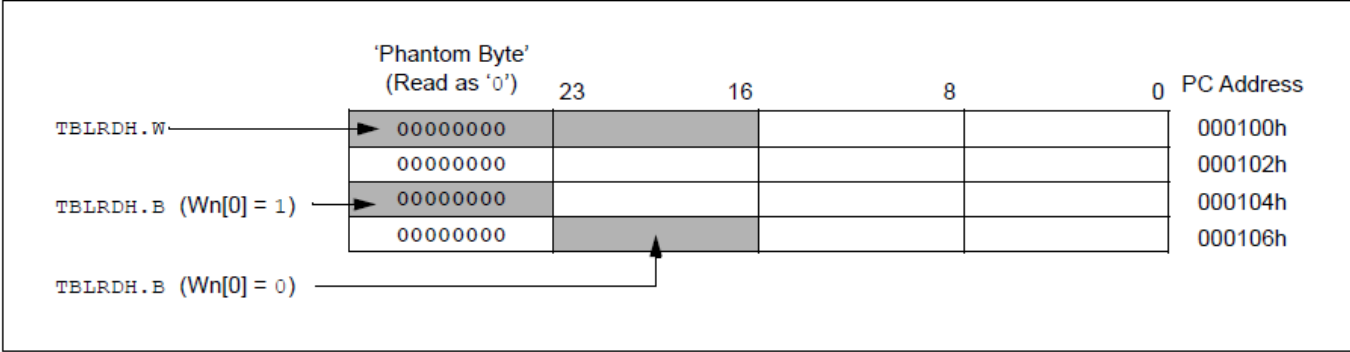 'Phantom Byte'
(Read as '0') 23 16 8 0 PC Address
TBLRDH.W 00000000 000100h
00000000 000102h
TBLRDH.B (Wn[0] = 1) 00000000 000104h
00000000 000106h
TBLRDH.B (Wn[0] = 0)